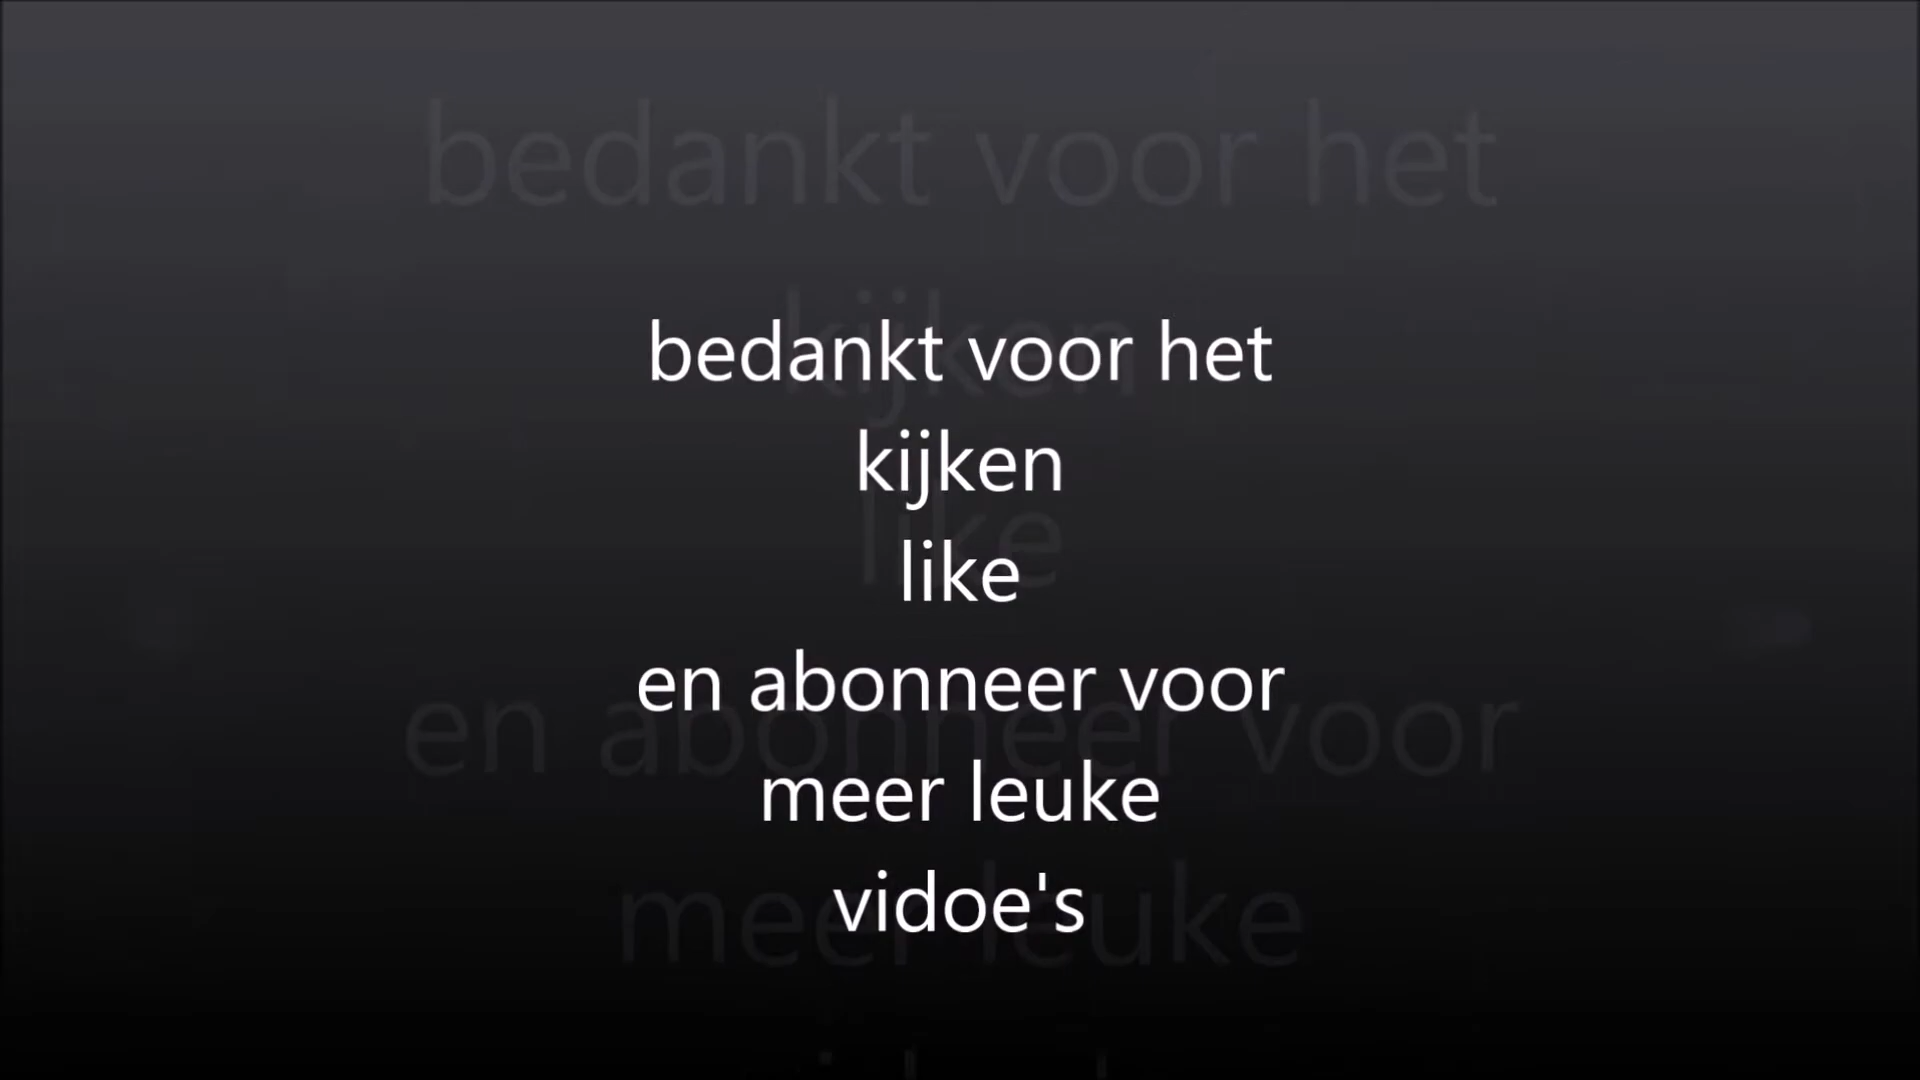 bedankt voor het
kijken
like
en abonneer voor
meer leuke
vidoe's